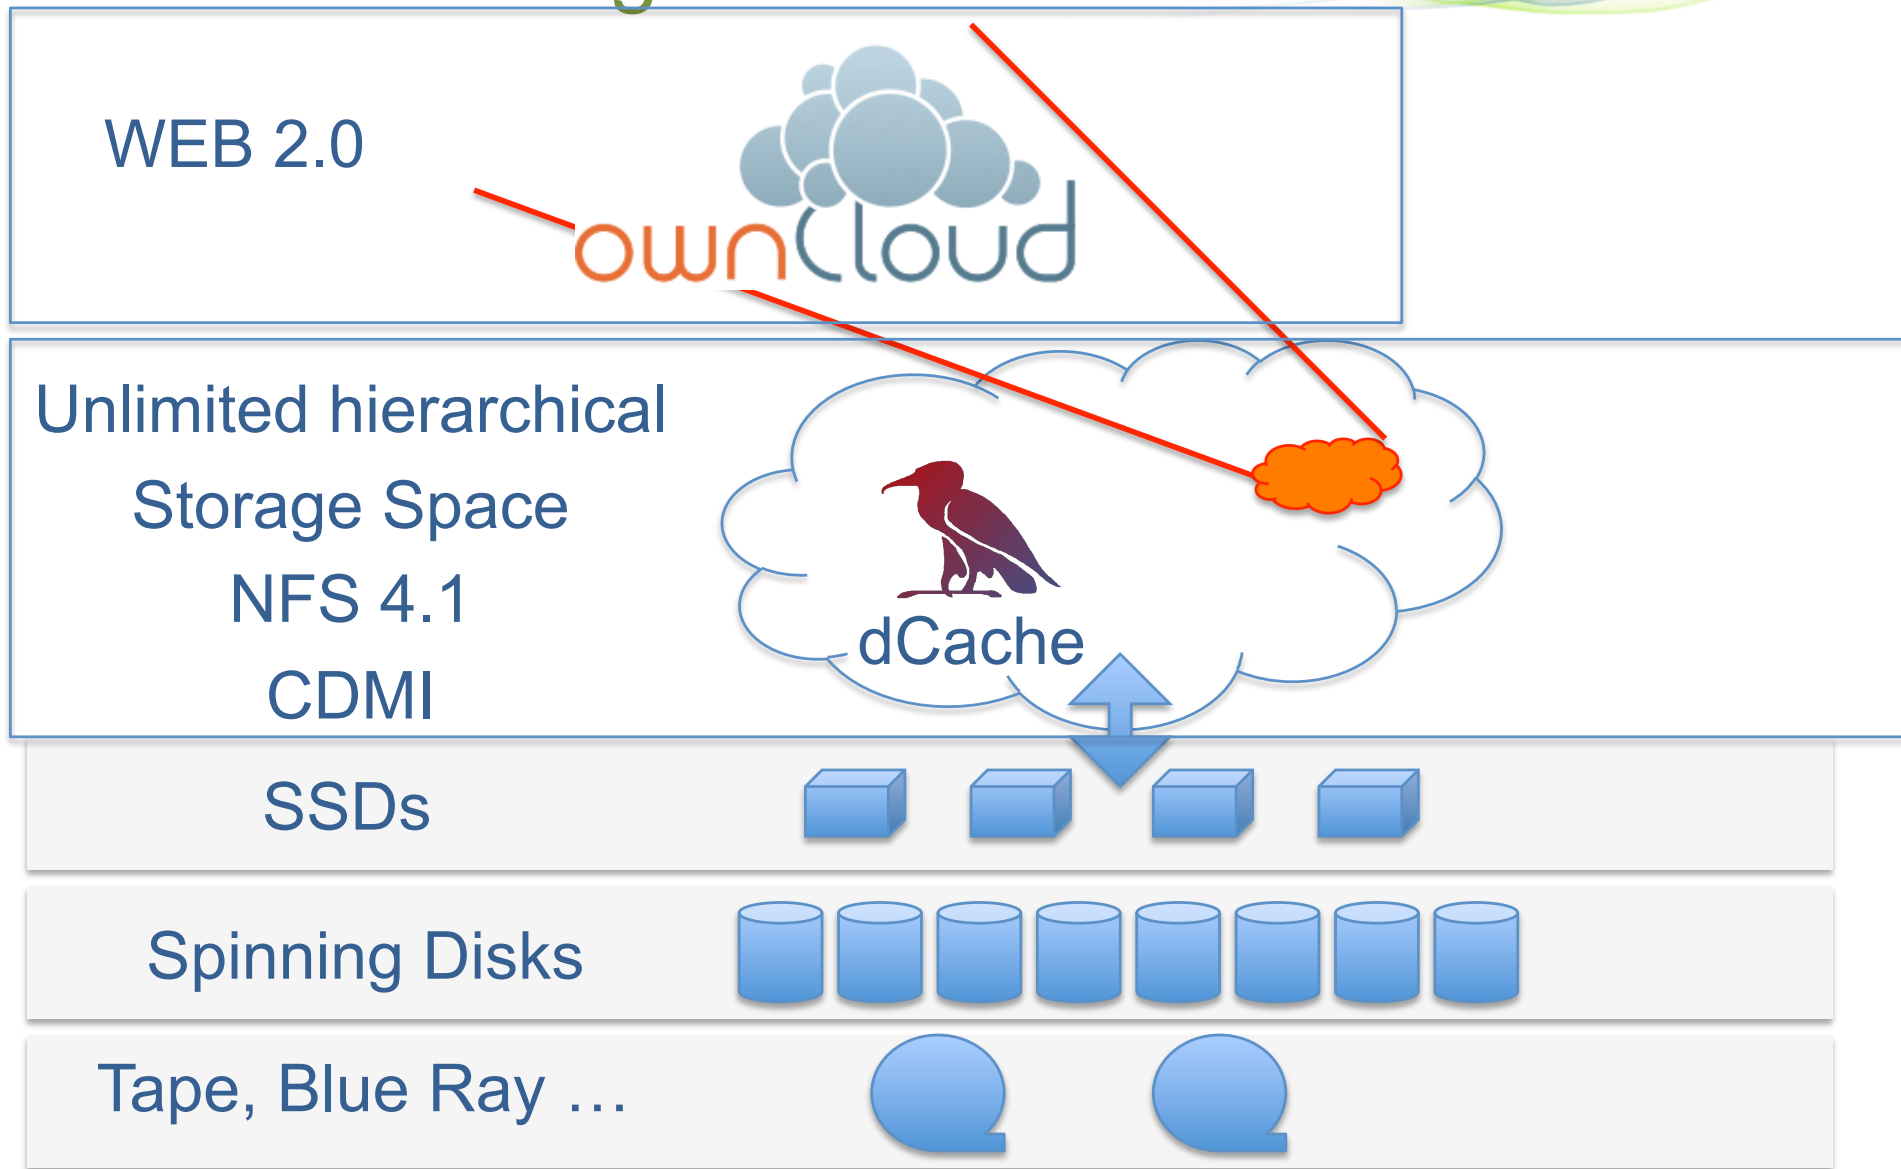 WEB 2.0
ownCloud
Unlimited hierarchical
Storage Space
NFS 4.1
CDMI
dCache
SSDs
Spinning Disks
Tape, Blue Ray …